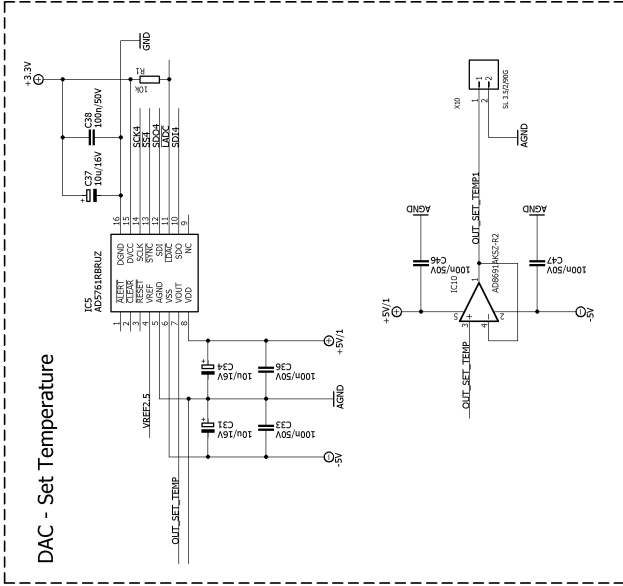 DAC - Set Temperature
+3.3V
GND
C37
10u/16V
C38
100n/50V
R1
10k
SCK4
SS4
SDO4
LADC
SDI4
16
15
14
13
12
11
10
9
DGND
DVCC
SCLK
SYNC
SDI
LDAC
SDO
NC
ALERT
CLEAR
RESET
VREF
AGND
VSS
VOUT
VDD
1
2
3
4
5
6
7
8
IC5
AD5761RBRUZ
VREF2.5
OUT_SET_TEMP
C31
10u/16V
C34
10u/16V
C33
100n/50V
C36
100n/50V
-5V
AGND
+5V/1
X10
1
2
1
2
SL 3.5/2/90G
AGND
OUT_SET_TEMP1
AGND
C46
100n/50V
+5V/1
IC10
AD8691AKSZ-R2
1
5
2
3
4
OUT_SET_TEMP
AGND
C47
100n/50V
-5V